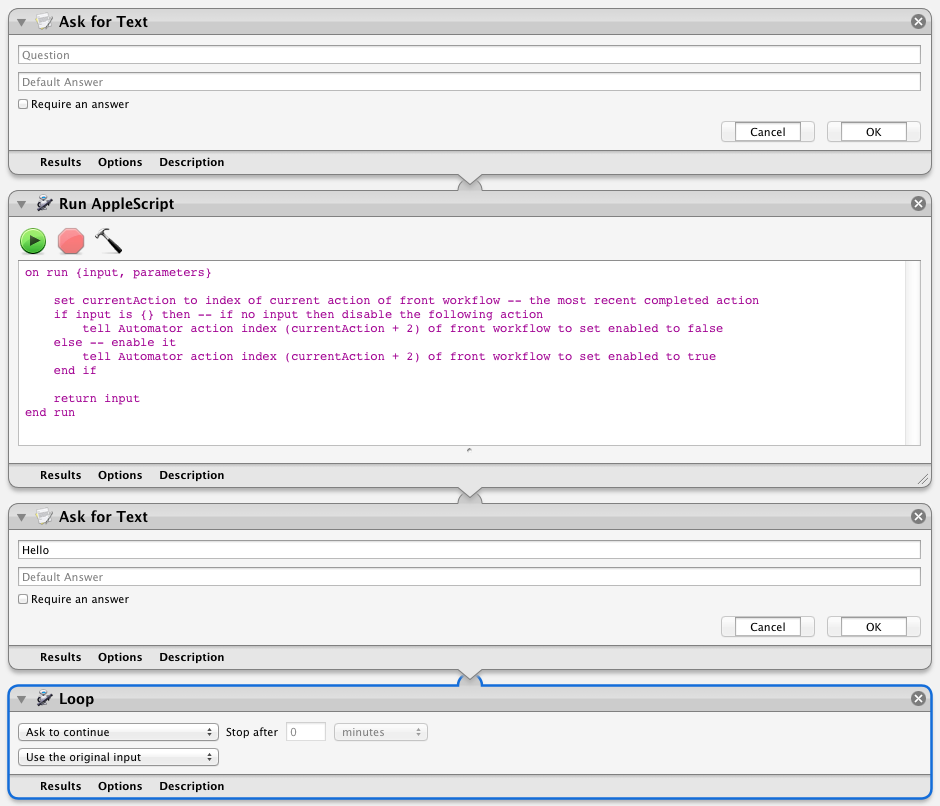 Ask for Text
Question
Default Answer
Require an answer
Cancel OK
Results Options Description
Run AppleScript
on run {input, parameters}
set currentAction to index of current action of front workflow -- the most recent completed action
if input is {} then -- if no input then disable the following action
tell Automator action index (currentAction + 2) of front workflow to set enabled to false
else -- enable it
tell Automator action index (currentAction + 2) of front workflow to set enabled to true
end if
return input
end run
Results Options Description
Ask for Text
Hello
Default Answer
Require an answer
Cancel OK
Results Options Description
Loop
Ask to continue Stop after 0 minutes
Use the original input
Results Options Description